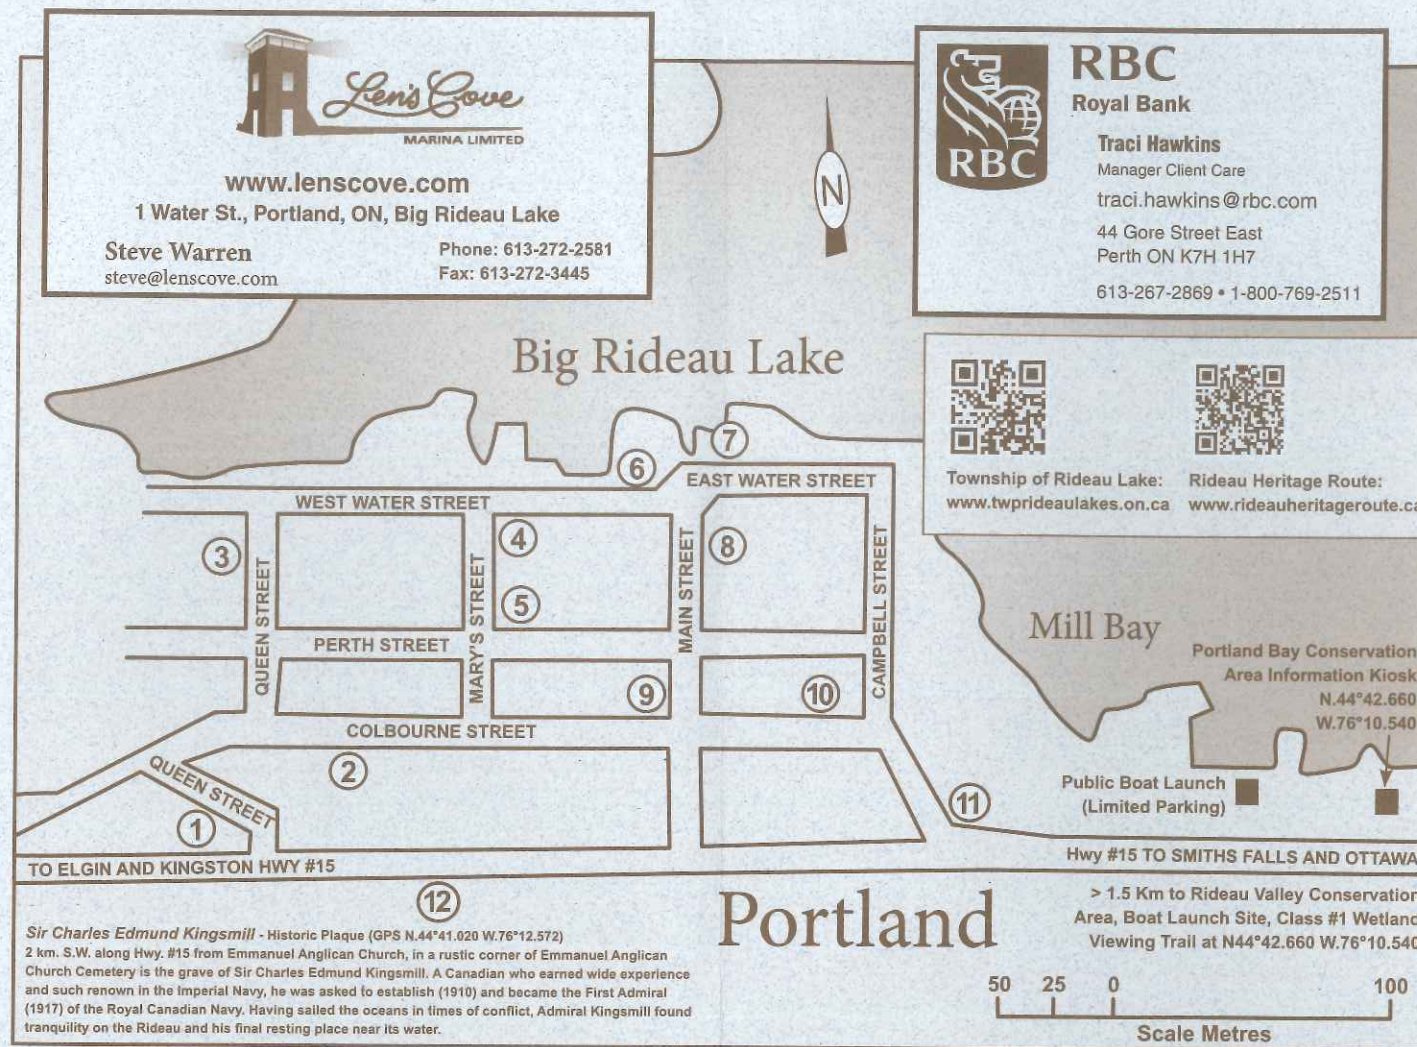 Len's Cove
MARINA LIMITED
www.lenscove.com
1 Water St., Portland, ON, Big Rideau Lake
Steve Warren
steve@lenscove.com
Phone: 613-272-2581
Fax: 613-272-3445
N
RBC
RBC
Royal Bank
Traci Hawkins
Manager Client Care
traci.hawkins@rbc.com
44 Gore Street East
Perth ON K7H 1H7
613-267-2869 • 1-800-769-2511
Big Rideau Lake
Township of Rideau Lake:
www.twprideaulakes.on.ca
Rideau Heritage Route:
www.rideauheritageroute.ca
7
6
EAST WATER STREET
WEST WATER STREET
3
4
8
5
QUEEN STREET
MARY'S STREET
MAIN STREET
CAMPBELL STREET
PERTH STREET
9
10
COLBOURNE STREET
2
QUEEN STREET
1
11
Mill Bay
Portland Bay Conservation
Area Information Kiosk
N.44°42.660
W.76°10.540
Public Boat Launch
(Limited Parking)
TO ELGIN AND KINGSTON HWY #15
Hwy #15 TO SMITHS FALLS AND OTTAWA
12
Portland
> 1.5 Km to Rideau Valley Conservation
Area, Boat Launch Site, Class #1 Wetland
Viewing Trail at N44°42.660 W.76°10.540
Sir Charles Edmund Kingsmill - Historic Plaque (GPS N.44°41.020 W.76°12.572)
2 km. S.W. along Hwy. #15 from Emmanuel Anglican Church, in a rustic corner of Emmanuel Anglican
Church Cemetery is the grave of Sir Charles Edmund Kingsmill. A Canadian who earned wide experience
and such renown in the Imperial Navy, he was asked to establish (1910) and became the First Admiral
(1917) of the Royal Canadian Navy. Having sailed the oceans in times of conflict, Admiral Kingsmill found
tranquility on the Rideau and his final resting place near its water.
50 25 0 100
Scale Metres